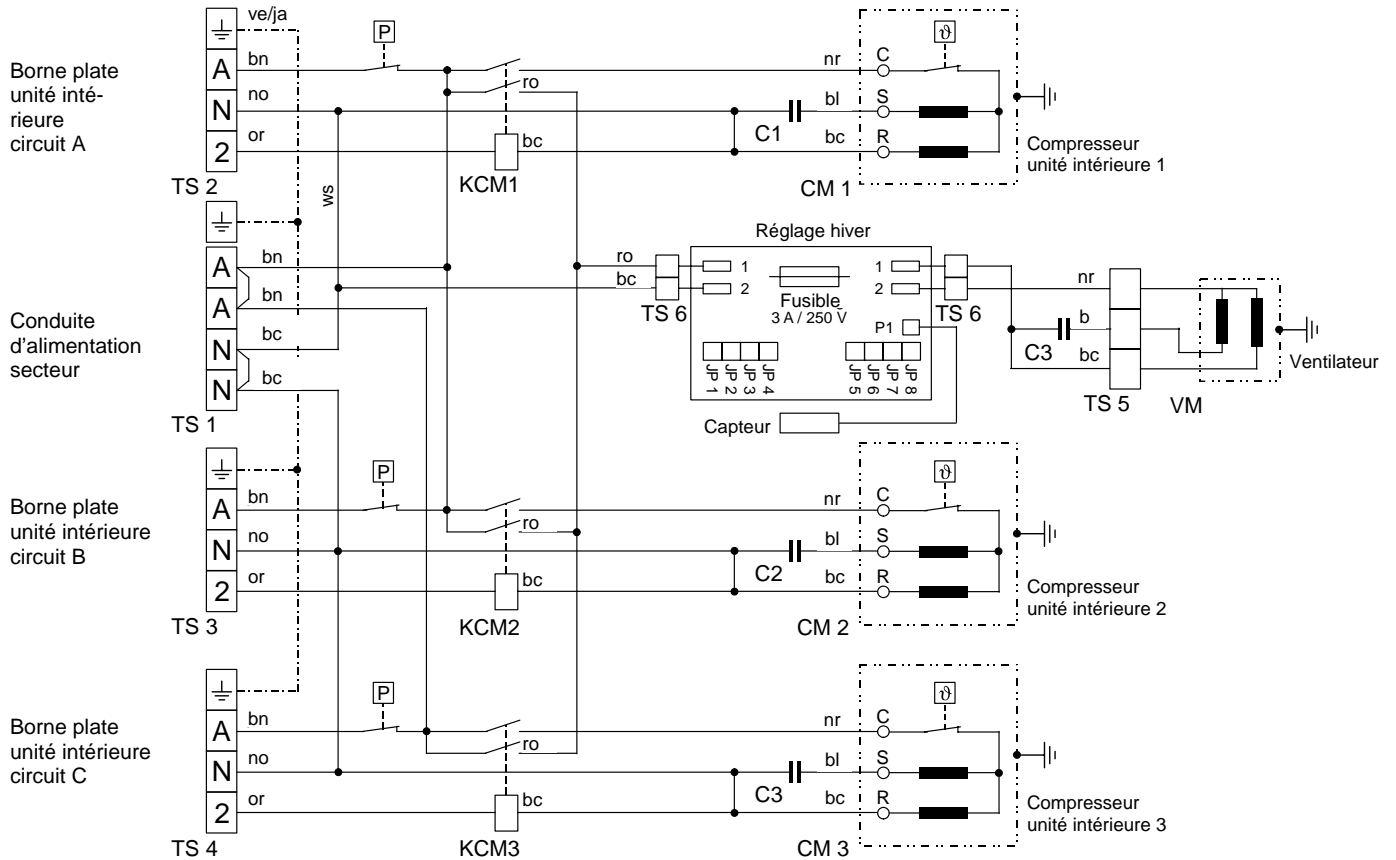 ve/ja
P
ϑ
Borne plate
unité inté-
rieure
circuit A
A
bn
ro
nr
C
N
no
C1
bl
S
2
or
bc
bc
R
TS 2
KCM1
CM 1
Compresseur
unité intérieure 1
ws
Conduite
d'alimentation
secteur
A
bn
A
bn
N
bc
N
bc
TS 1
Réglage hiver
ro
bc
TS 6
1
2
Fusible
3 A / 250 V
1
2
P1
JP 1
JP 2
JP 3
JP 4
JP 5
JP 6
JP 7
JP 8
TS 6
Capteur
nr
b
C3
bc
TS 5
VM
Ventilateur
P
ϑ
Borne plate
unité intérieure
circuit B
A
bn
ro
nr
C
N
no
C2
bl
S
2
or
bc
bc
R
TS 3
KCM2
CM 2
Compresseur
unité intérieure 2
P
ϑ
Borne plate
unité intérieure
circuit C
A
bn
ro
nr
C
N
no
C3
bl
S
2
or
bc
bc
R
TS 4
KCM3
CM 3
Compresseur
unité intérieure 3